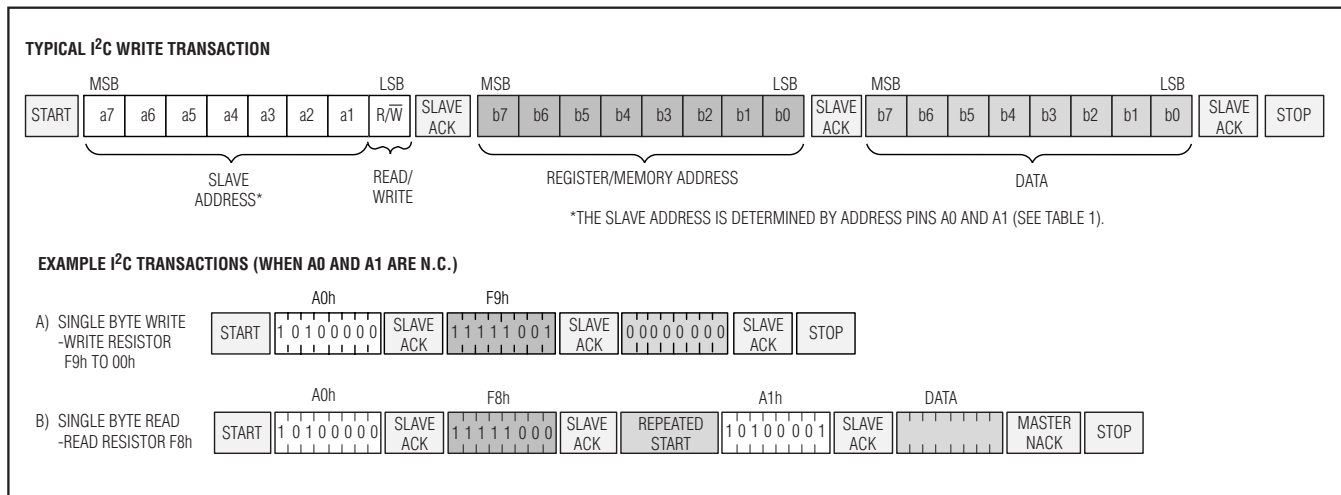 TYPICAL I²C WRITE TRANSACTION
MSB LSB MSB LSB MSB LSB
START a7 a6 a5 a4 a3 a2 a1 R/W̅ SLAVE ACK b7 b6 b5 b4 b3 b2 b1 b0 SLAVE ACK b7 b6 b5 b4 b3 b2 b1 b0 SLAVE ACK STOP
SLAVE ADDRESS* READ/WRITE REGISTER/MEMORY ADDRESS DATA
*THE SLAVE ADDRESS IS DETERMINED BY ADDRESS PINS A0 AND A1 (SEE TABLE 1).
EXAMPLE I²C TRANSACTIONS (WHEN A0 AND A1 ARE N.C.)
A0h F9h
A) SINGLE BYTE WRITE
-WRITE RESISTOR
F9h TO 00h
START 1 0 1 0 0 0 0 0 SLAVE ACK 1 1 1 1 1 0 0 1 SLAVE ACK 0 0 0 0 0 0 0 0 SLAVE ACK STOP
A0h F8h A1h DATA
B) SINGLE BYTE READ
-READ RESISTOR F8h
START 1 0 1 0 0 0 0 0 SLAVE ACK 1 1 1 1 1 0 0 0 SLAVE ACK REPEATED START 1 0 1 0 0 0 0 1 SLAVE ACK MASTER NACK STOP